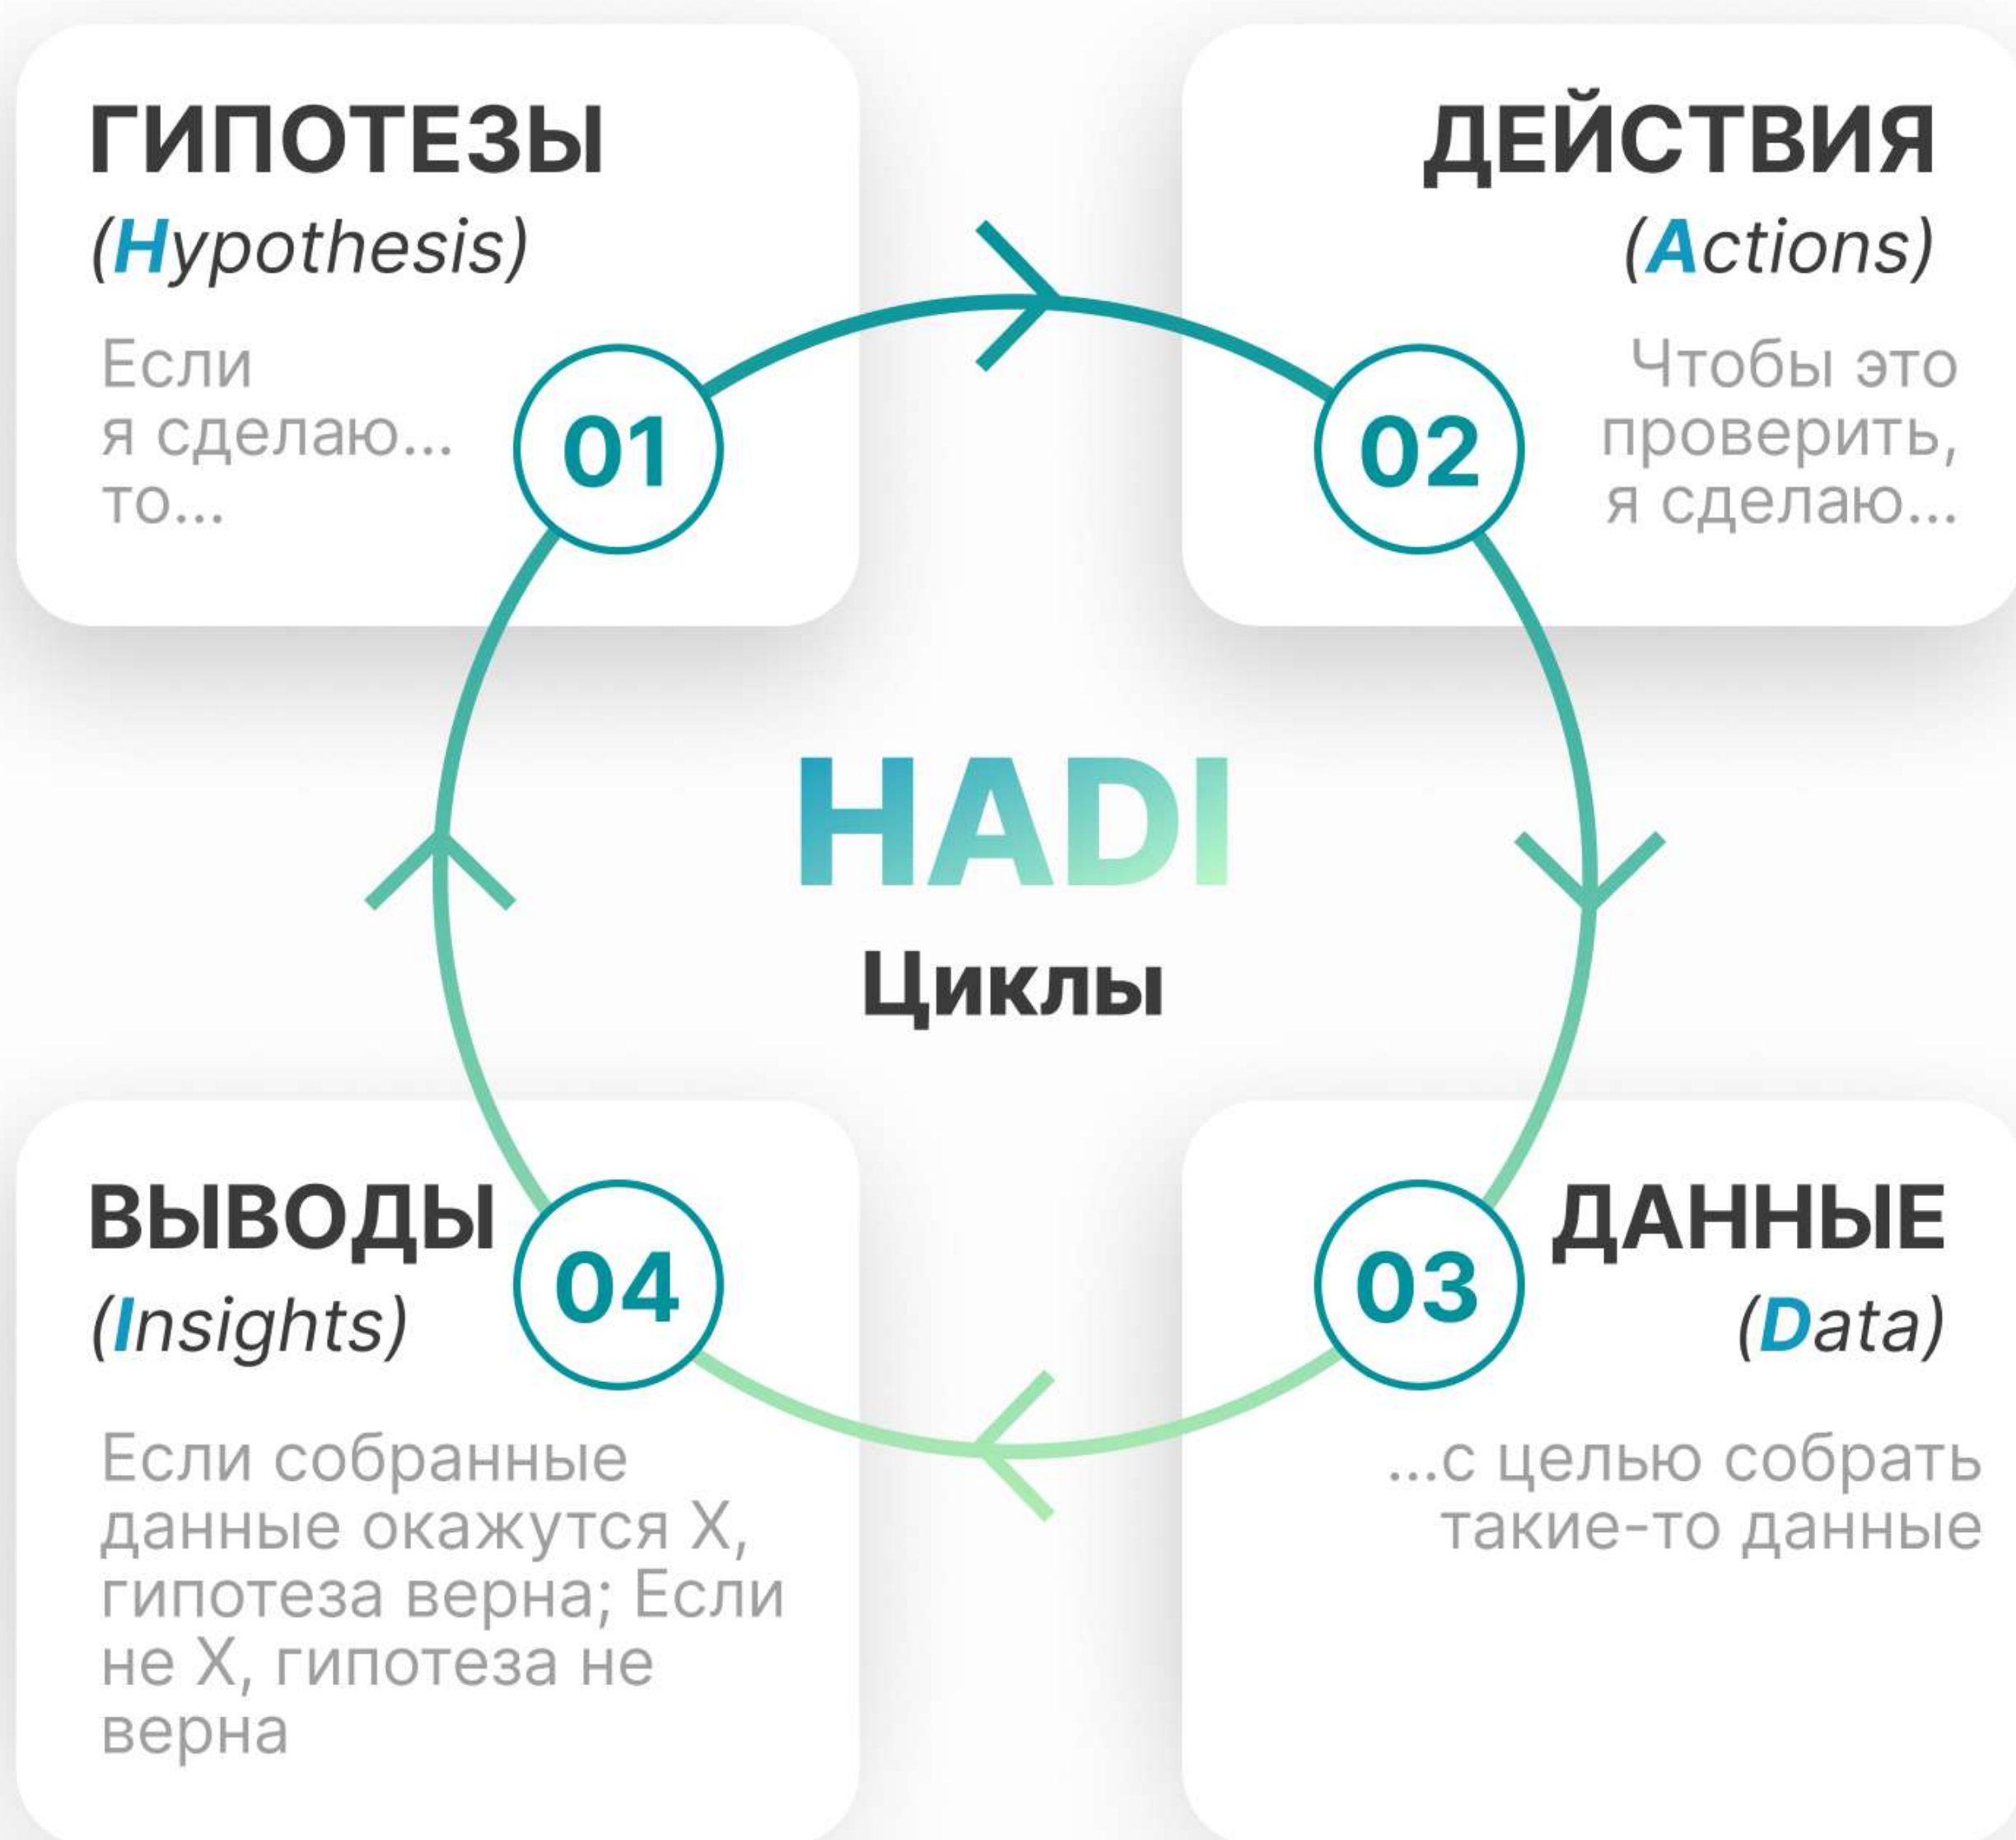 ГИПОТЕЗЫ
(Hypothesis)
Если
я сделаю...
то...
01
ДЕЙСТВИЯ
(Actions)
Чтобы это
проверить,
я сделаю...
02
HADI
Циклы
ДАННЫЕ
(Data)
03
...с целью собрать
такие-то данные
ВЫВОДЫ
(Insights)
04
Если собранные
данные окажутся X,
гипотеза верна; Если
не X, гипотеза не
верна